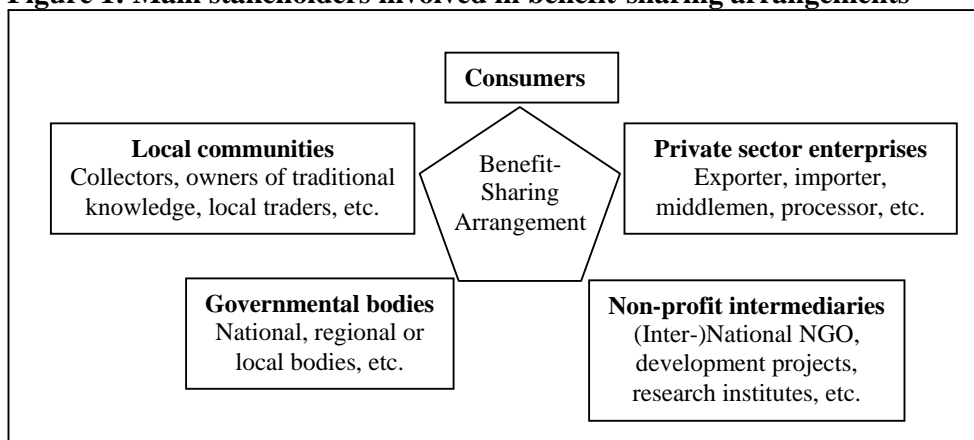 Figure 1: Main stakeholders involved in benefit-sharing arrangements
Consumers
Local communities
Collectors, owners of traditional
knowledge, local traders, etc.
Benefit-
Sharing
Arrangement
Private sector enterprises
Exporter, importer,
middlemen, processor, etc.
Governmental bodies
National, regional or
local bodies, etc.
Non-profit intermediaries
(Inter-)National NGO,
development projects,
research institutes, etc.